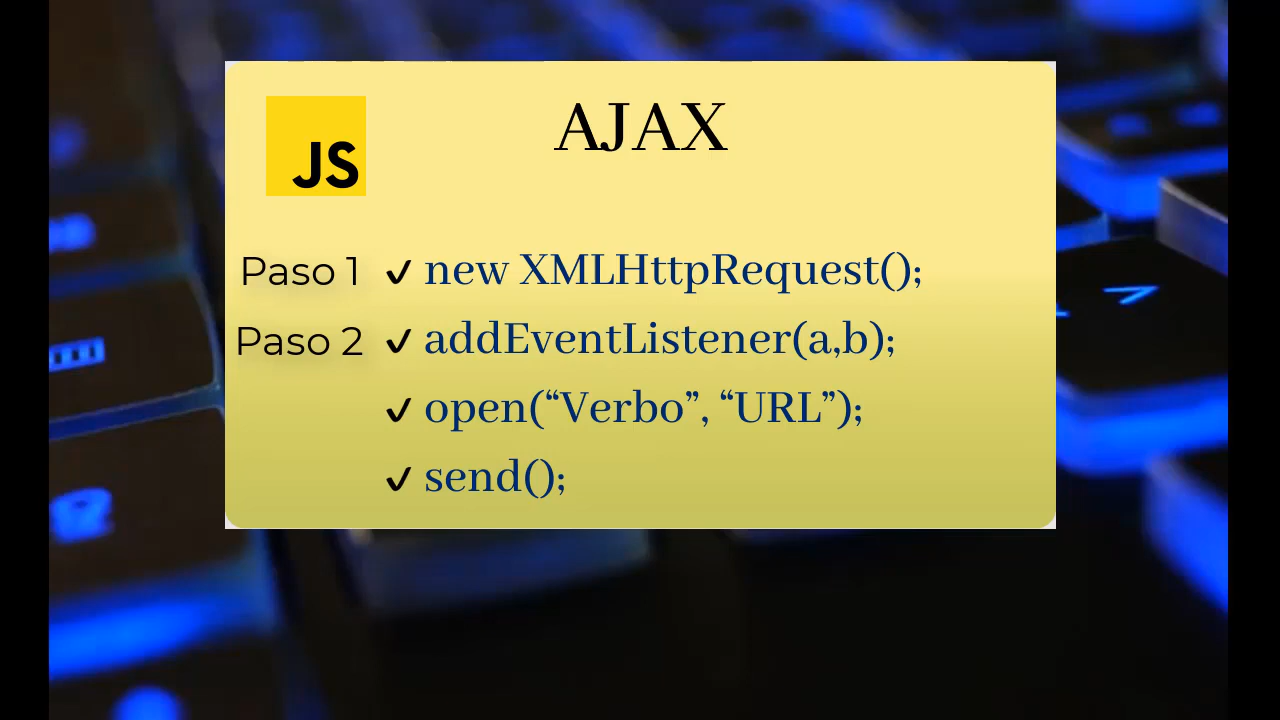 JS
AJAX
Paso 1 ✔ new XMLHttpRequest();
Paso 2 ✔ addEventListener(a,b);
✔ open(“Verbo”, “URL”);
✔ send();